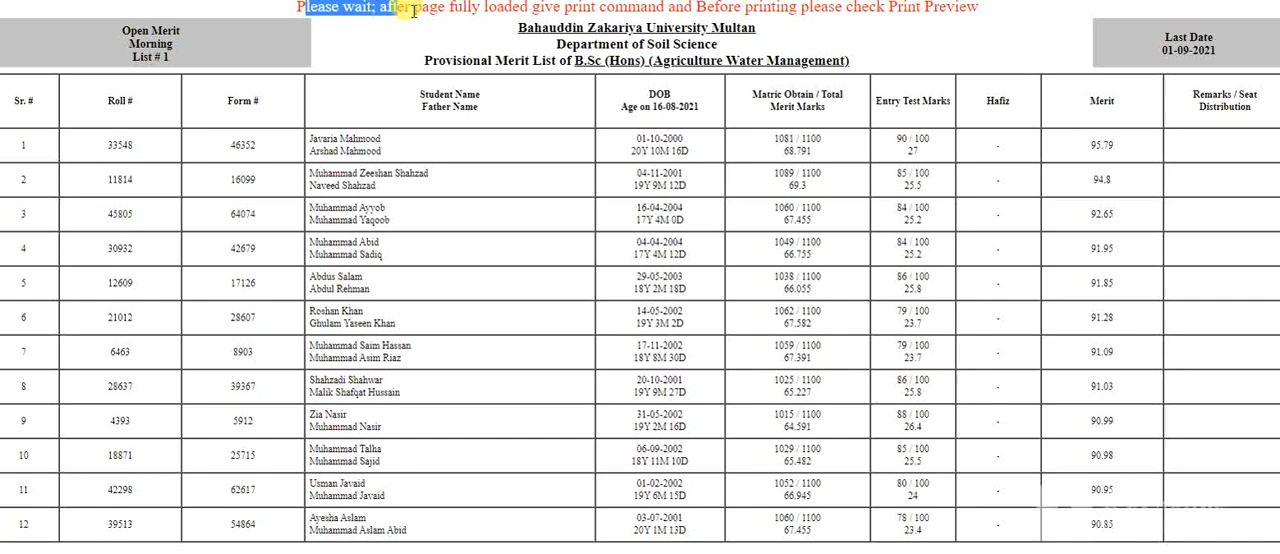 Please wait; after page fully loaded give print command and Before printing please check Print Preview
Open Merit
Morning
List # 1
Bahauddin Zakariya University Multan
Department of Soil Science
Provisional Merit List of B.Sc (Hons) (Agriculture Water Management)
Last Date
01-09-2021
Sr. # Roll # Form # Student Name Father Name DOB Age on 16-08-2021 Matric Obtain / Total Merit Marks Entry Test Marks Hafiz Merit Remarks / Seat Distribution
1 33548 46352 Javaria Mahmood 01-10-2000 1081 / 1100 90 / 100 - 95.79
Arshad Mahmood 20Y 10M 16D 68.791 27
2 11814 16099 Muhammad Zeeshan Shahzad 04-11-2001 1089 / 1100 85 / 100 - 94.8
Naveed Shahzad 19Y 9M 12D 69.3 25.5
3 45805 64074 Muhammad Ayyob 16-04-2004 1060 / 1100 84 / 100 - 92.65
Muhammad Yaqoob 17Y 4M 0D 67.455 25.2
4 30932 42679 Muhammad Abid 04-04-2004 1049 / 1100 84 / 100 - 91.95
Muhammad Sadiq 17Y 4M 12D 66.755 25.2
5 12609 17126 Abdus Salam 29-05-2003 1038 / 1100 86 / 100 - 91.85
Abdul Rehman 18Y 2M 18D 66.055 25.8
6 21012 28607 Roshan Khan 14-05-2002 1062 / 1100 79 / 100 - 91.28
Ghulam Yaseen Khan 19Y 3M 2D 67.582 23.7
7 6463 8903 Muhammad Saim Hassan 17-11-2002 1059 / 1100 79 / 100 - 91.09
Muhammad Asim Riaz 18Y 8M 30D 67.391 23.7
8 28637 39367 Shahzadi Shahwar 20-10-2001 1025 / 1100 86 / 100 - 91.03
Malik Shafqat Hussain 19Y 9M 27D 65.227 25.8
9 4393 5912 Zia Nasir 31-05-2002 1015 / 1100 88 / 100 - 90.99
Muhammad Nasir 19Y 2M 16D 64.591 26.4
10 18871 25715 Muhammad Talha 06-09-2002 1029 / 1100 85 / 100 - 90.98
Muhammad Sajid 18Y 11M 10D 65.482 25.5
11 42298 62617 Usman Javaid 01-02-2002 1052 / 1100 80 / 100 - 90.95
Muhammad Javaid 19Y 6M 15D 66.945 24
12 39513 54864 Ayesha Aslam 03-07-2001 1060 / 1100 78 / 100 - 90.85
Muhammad Aslam Abid 20Y 1M 13D 67.455 23.4